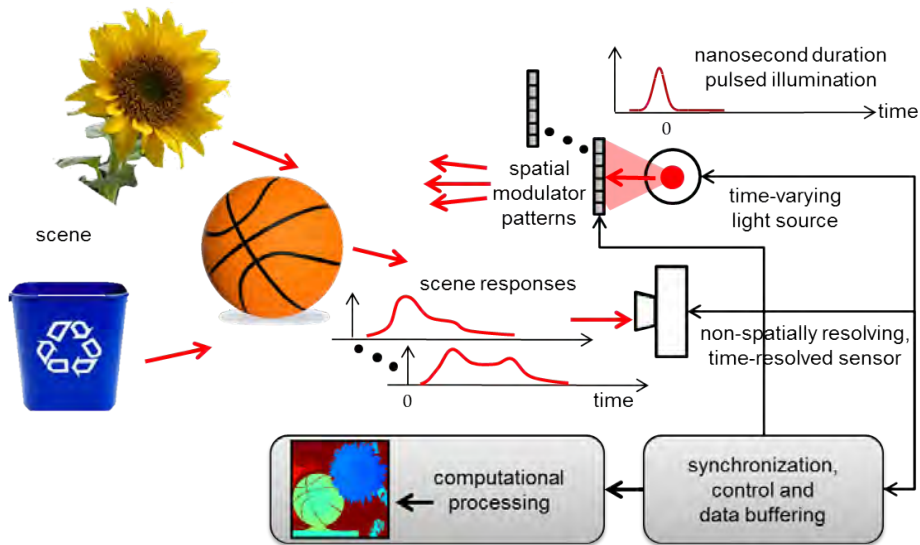 nanosecond duration
pulsed illumination
time
0
spatial
modulator
patterns
time-varying
light source
scene
scene responses
non-spatially resolving,
time-resolved sensor
0
time
computational
processing
synchronization,
control and
data buffering